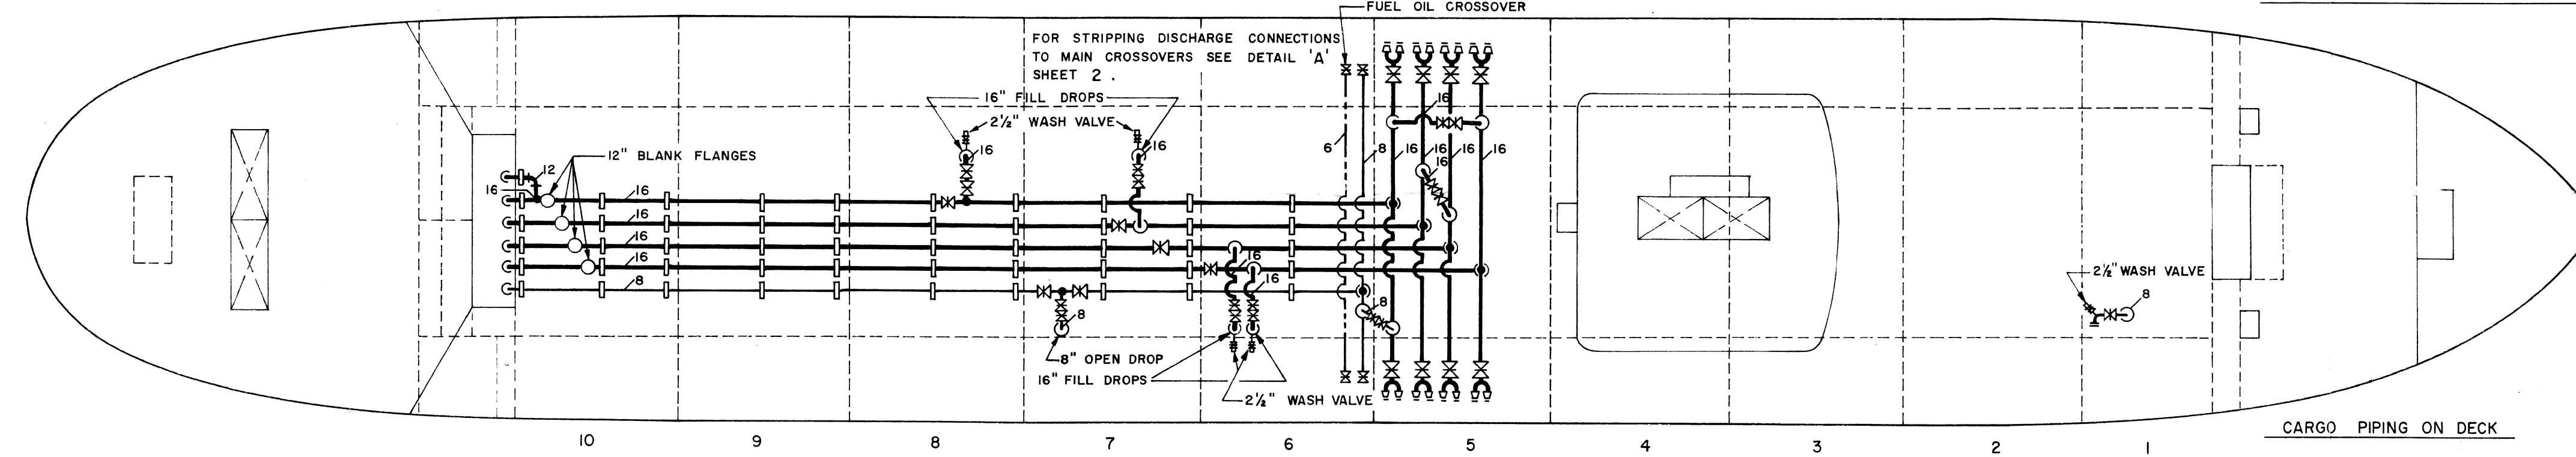 FUEL OIL CROSSOVER
FOR STRIPPING DISCHARGE CONNECTIONS
TO MAIN CROSSOVERS SEE DETAIL 'A'
SHEET 2 .
16" FILL DROPS
2½" WASH VALVE
12" BLANK FLANGES
16
16
16
6
8
16
16
16
16
16
12
16
16
16
16
16
8
16
16
8
8
2½" WASH VALVE
8
8" OPEN DROP
16" FILL DROPS
2½" WASH VALVE
CARGO PIPING ON DECK
10
9
8
7
6
5
4
3
2
1